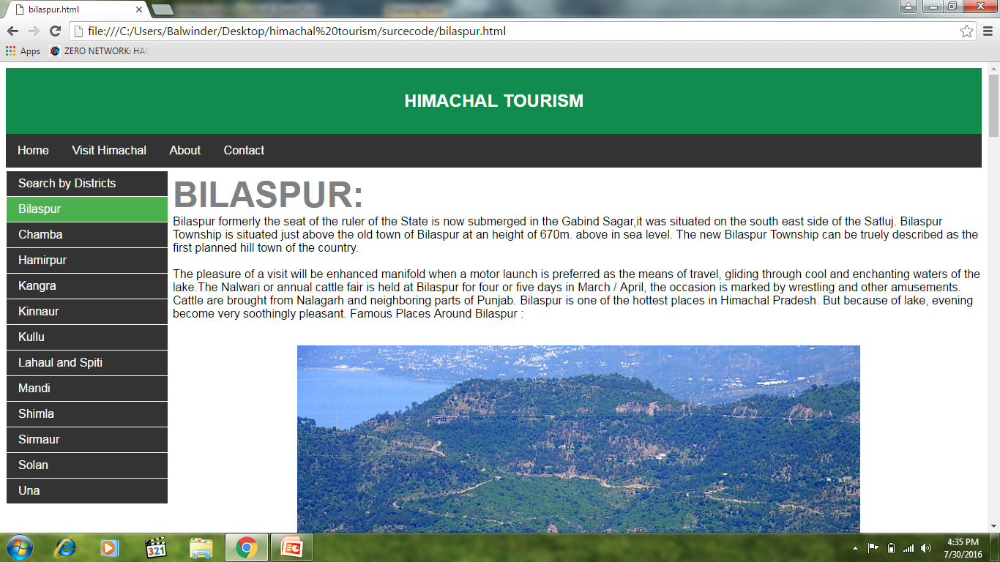 bilaspur.html
file:///C:/Users/Balwinder/Desktop/himachal%20tourism/surcecode/bilaspur.html
Apps
ZERO NETWORK: HAC
HIMACHAL TOURISM
Home Visit Himachal About Contact
Search by Districts
Bilaspur
Chamba
Hamirpur
Kangra
Kinnaur
Kullu
Lahaul and Spiti
Mandi
Shimla
Sirmaur
Solan
Una
BILASPUR:
Bilaspur formerly the seat of the ruler of the State is now submerged in the Gabind Sagar,it was situated on the south east side of the Satluj. Bilaspur
Township is situated just above the old town of Bilaspur at an height of 670m. above in sea level. The new Bilaspur Township can be truely described as the
first planned hill town of the country.
The pleasure of a visit will be enhanced manifold when a motor launch is preferred as the means of travel, gliding through cool and enchanting waters of the
lake.The Nalwari or annual cattle fair is held at Bilaspur for four or five days in March / April, the occasion is marked by wrestling and other amusements.
Cattle are brought from Nalagarh and neighboring parts of Punjab. Bilaspur is one of the hottest places in Himachal Pradesh. But because of lake, evening
become very soothingly pleasant. Famous Places Around Bilaspur :
321
4:35 PM
7/30/2016